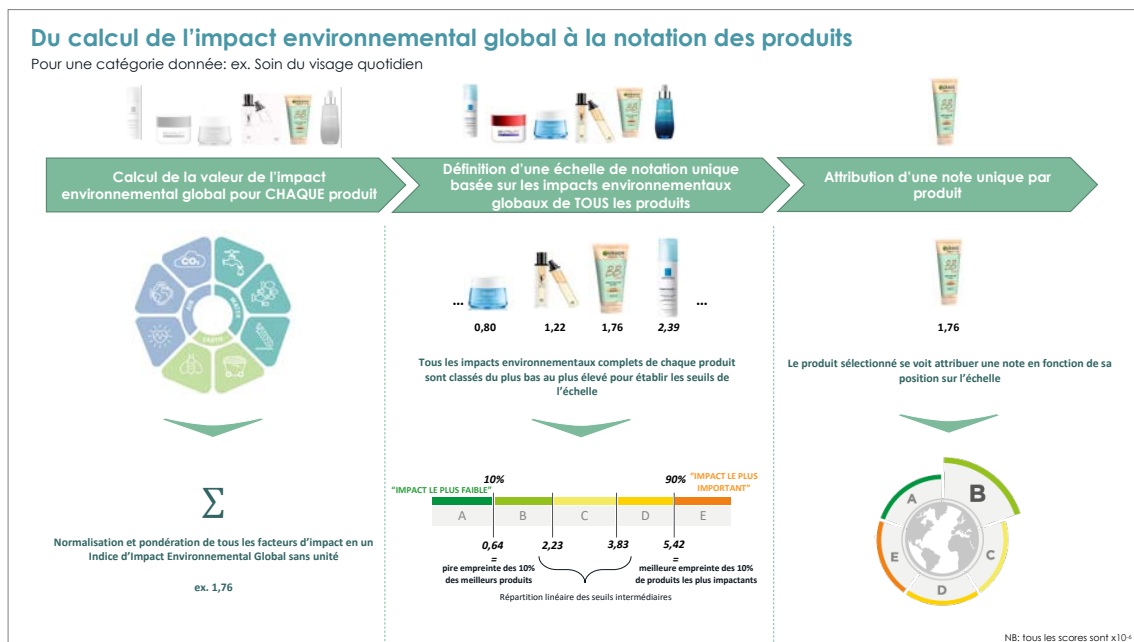 Du calcul de l'impact environnemental global à la notation des produits
Pour une catégorie donnée: ex. Soin du visage quotidien
Calcul de la valeur de l'impact
environnemental global pour CHAQUE produit
Définition d'une échelle de notation unique
basée sur les impacts environnementaux
globaux de TOUS les produits
Attribution d'une note unique par
produit
CO₂
AIR
WATER
EARTH
...
...
BB
BB
0,80
1,22
1,76
2,39
1,76
Tous les impacts environnementaux complets de chaque produit
sont classés du plus bas au plus élevé pour établir les seuils de
l'échelle
Le produit sélectionné se voit attribuer une note en fonction de sa
position sur l'échelle
Σ
Normalisation et pondération de tous les facteurs d'impact en un
Indice d'Impact Environnemental Global sans unité
ex. 1,76
"IMPACT LE PLUS FAIBLE"
10%
90%
"IMPACT LE PLUS
IMPORTANT"
A
B
C
D
E
0,64
2,23
3,83
5,42
=
=
pire empreinte des 10%
des meilleurs produits
meilleure empreinte des 10%
de produits les plus impactants
Répartition linéaire des seuils intermédiaires
A
B
C
D
E
NB: tous les scores sont x10⁻⁶